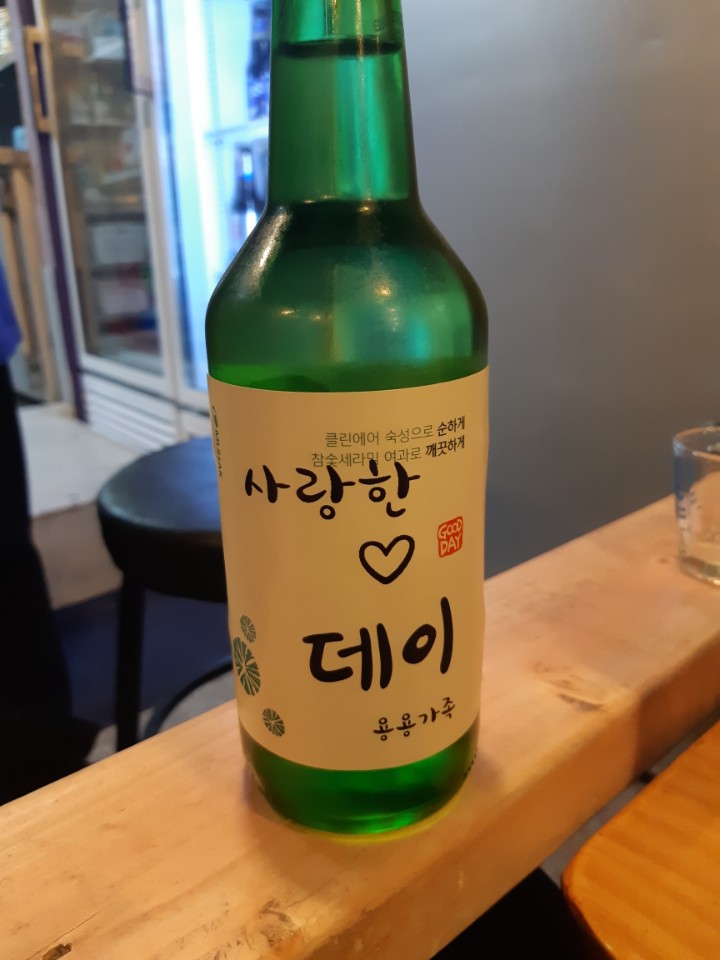 클린에어 숙성으로 순하게
참숯세라믹 여과로 깨끗하게
사랑한
GOOD
DAY
데이
용용가족